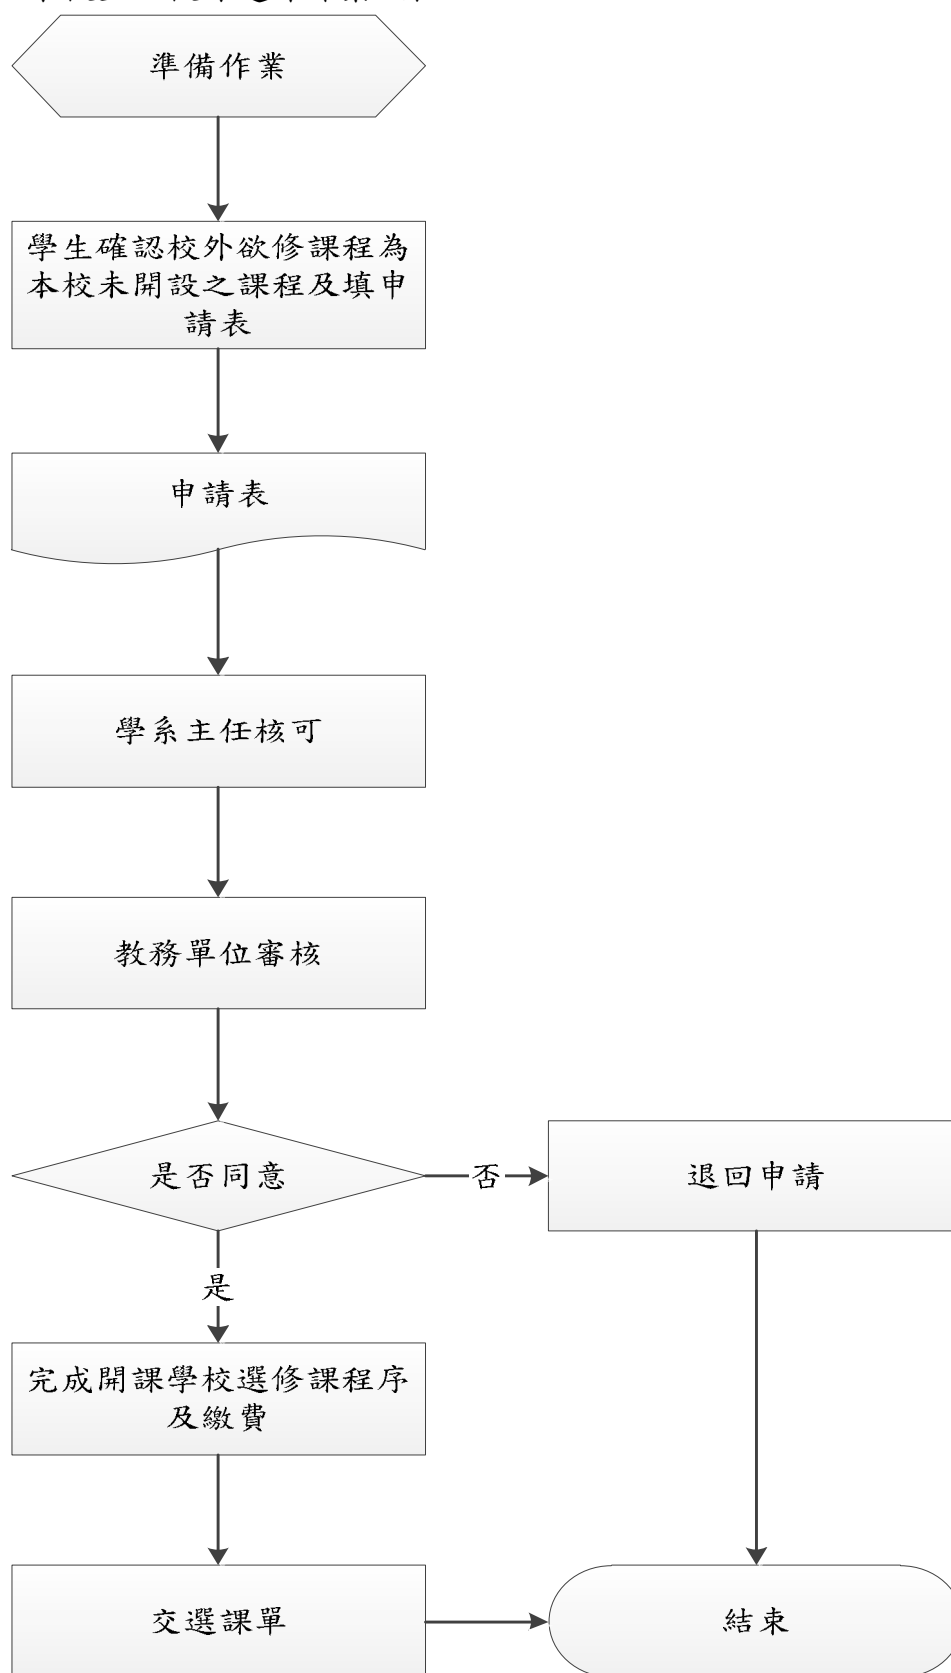 準備作業
學生確認校外欲修課程為
本校未開設之課程及填申
請表
申請表
學系主任核可
教務單位審核
是否同意
否
退回申請
是
完成開課學校選修課程序
及繳費
交選課單
結束